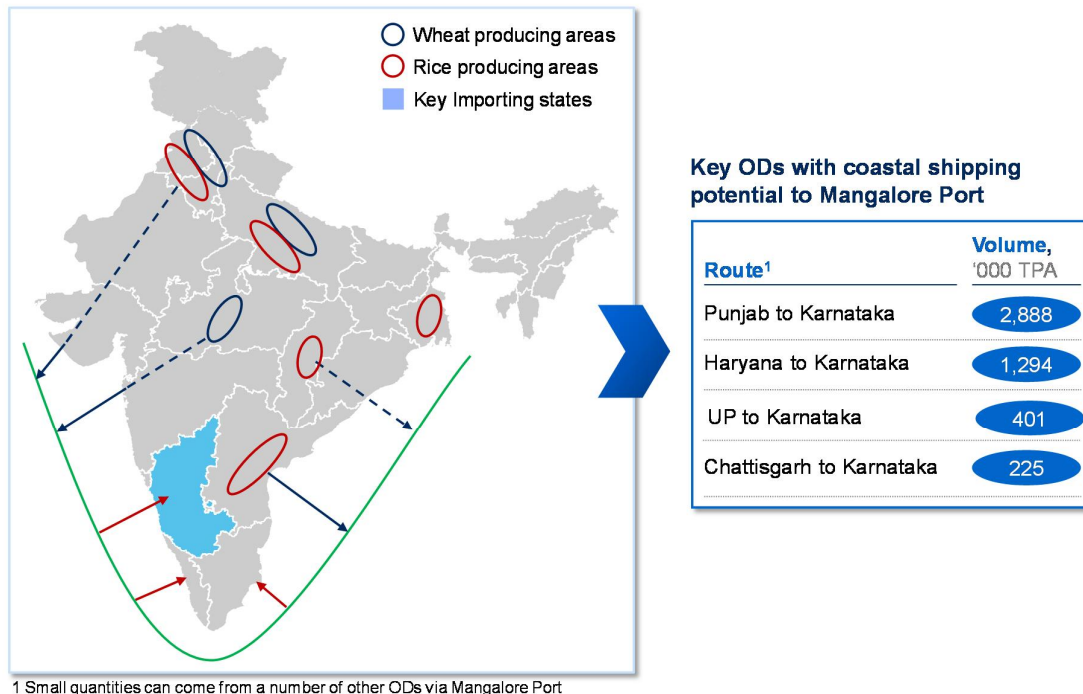 Wheat producing areas
Rice producing areas
Key Importing states
Key ODs with coastal shipping
potential to Mangalore Port
Route¹ Volume, '000 TPA
Punjab to Karnataka 2,888
Haryana to Karnataka 1,294
UP to Karnataka 401
Chattisgarh to Karnataka 225
1 Small quantities can come from a number of other ODs via Mangalore Port